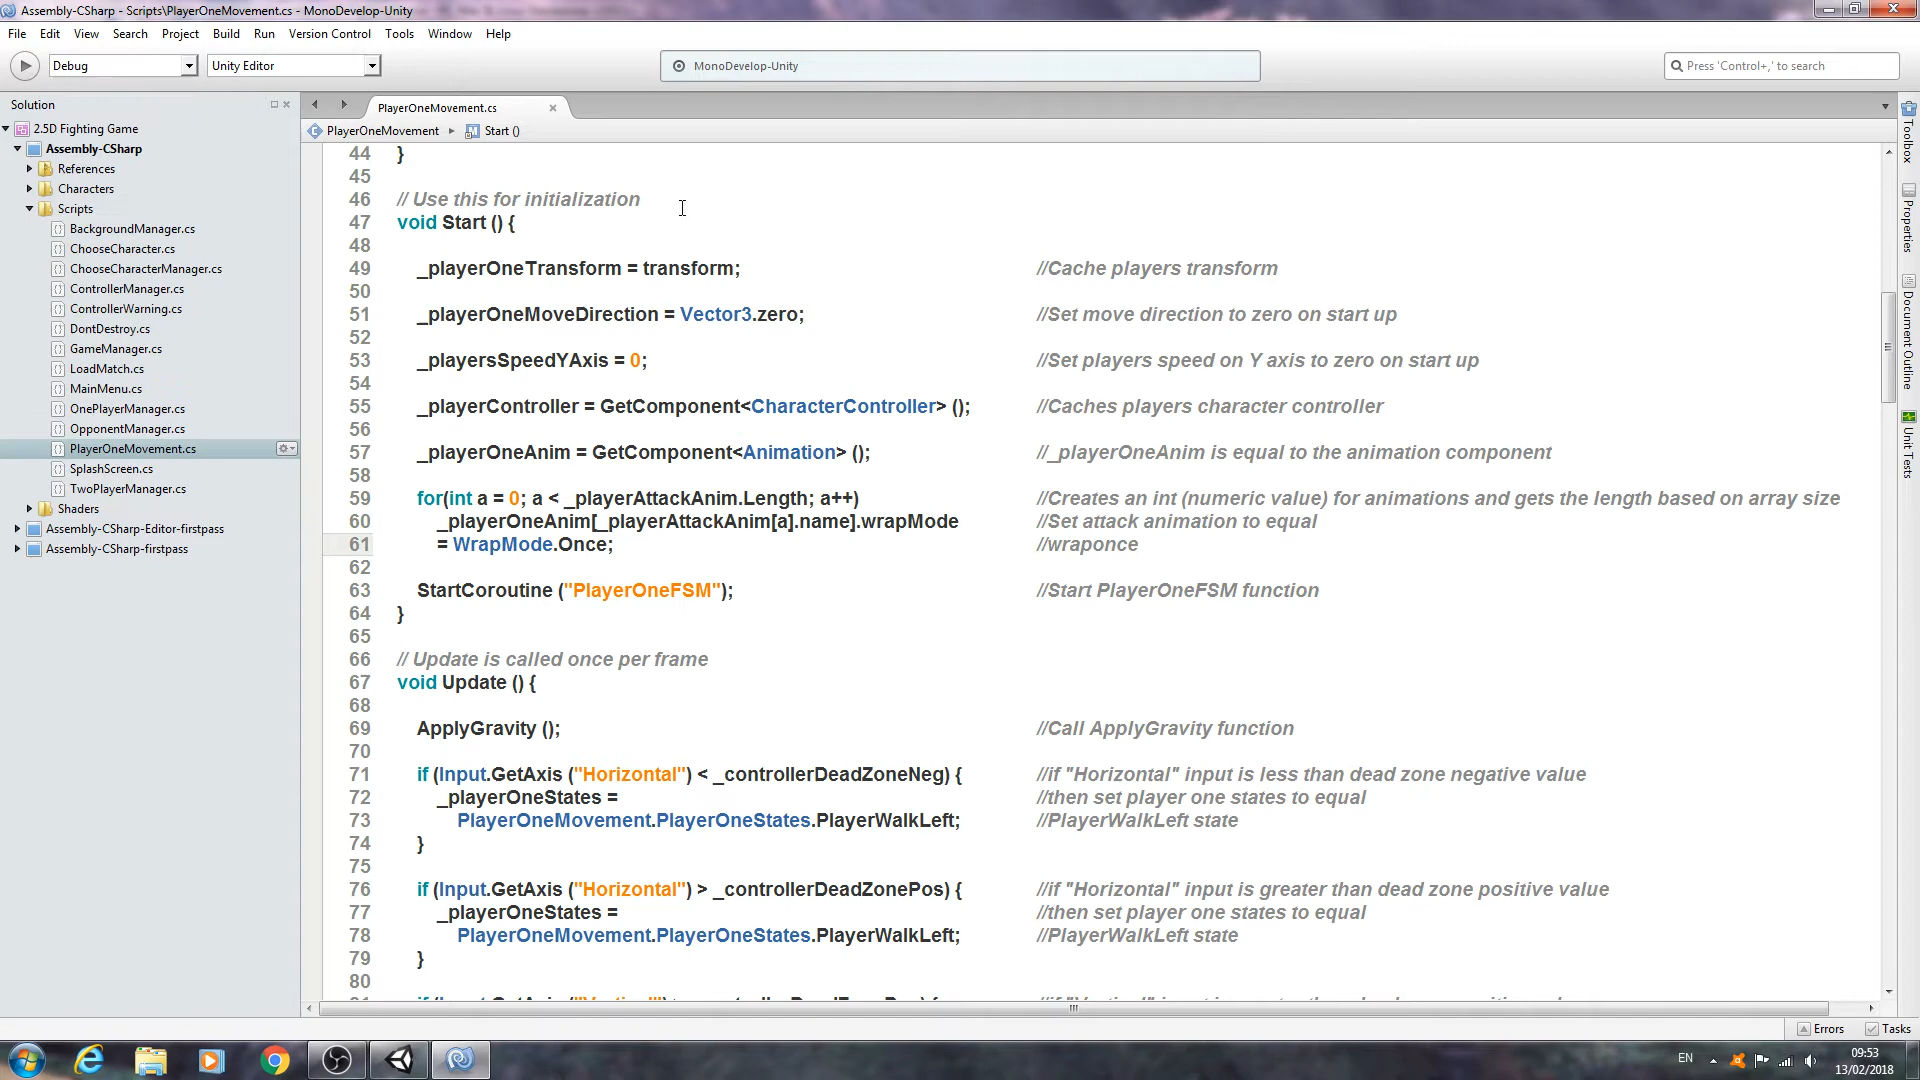 Assembly-CSharp - Scripts\PlayerOneMovement.cs - MonoDevelop-Unity
File Edit View Search Project Build Run Version Control Tools Window Help
Debug Unity Editor MonoDevelop-Unity Press 'Control+,' to search
Solution
2.5D Fighting Game
Assembly-CSharp
References
Characters
Scripts
BackgroundManager.cs
ChooseCharacter.cs
ChooseCharacterManager.cs
ControllerManager.cs
ControllerWarning.cs
DontDestroy.cs
GameManager.cs
LoadMatch.cs
MainMenu.cs
OnePlayerManager.cs
OpponentManager.cs
PlayerOneMovement.cs
SplashScreen.cs
TwoPlayerManager.cs
Shaders
Assembly-CSharp-Editor-firstpass
Assembly-CSharp-firstpass
PlayerOneMovement.cs
PlayerOneMovement Start ()
44 }
45
46 // Use this for initialization
47 void Start () {
48
49 _playerOneTransform = transform; //Cache players transform
50
51 _playerOneMoveDirection = Vector3.zero; //Set move direction to zero on start up
52
53 _playersSpeedYAxis = 0; //Set players speed on Y axis to zero on start up
54
55 _playerController = GetComponent<CharacterController> (); //Caches players character controller
56
57 _playerOneAnim = GetComponent<Animation> (); //_playerOneAnim is equal to the animation component
58
59 for(int a = 0; a < _playerAttackAnim.Length; a++) //Creates an int (numeric value) for animations and gets the length based on array size
60 _playerOneAnim[_playerAttackAnim[a].name].wrapMode //Set attack animation to equal
61 = WrapMode.Once; //wraponce
62
63 StartCoroutine ("PlayerOneFSM"); //Start PlayerOneFSM function
64 }
65
66 // Update is called once per frame
67 void Update () {
68
69 ApplyGravity (); //Call ApplyGravity function
70
71 if (Input.GetAxis ("Horizontal") < _controllerDeadZoneNeg) { //if "Horizontal" input is less than dead zone negative value
72 _playerOneStates = //then set player one states to equal
73 PlayerOneMovement.PlayerOneStates.PlayerWalkLeft; //PlayerWalkLeft state
74 }
75
76 if (Input.GetAxis ("Horizontal") > _controllerDeadZonePos) { //if "Horizontal" input is greater than dead zone positive value
77 _playerOneStates = //then set player one states to equal
78 PlayerOneMovement.PlayerOneStates.PlayerWalkLeft; //PlayerWalkLeft state
79 }
80
Toolbox
Properties
Document Outline
Unit Tests
Errors Tasks
EN
09:53
13/02/2018